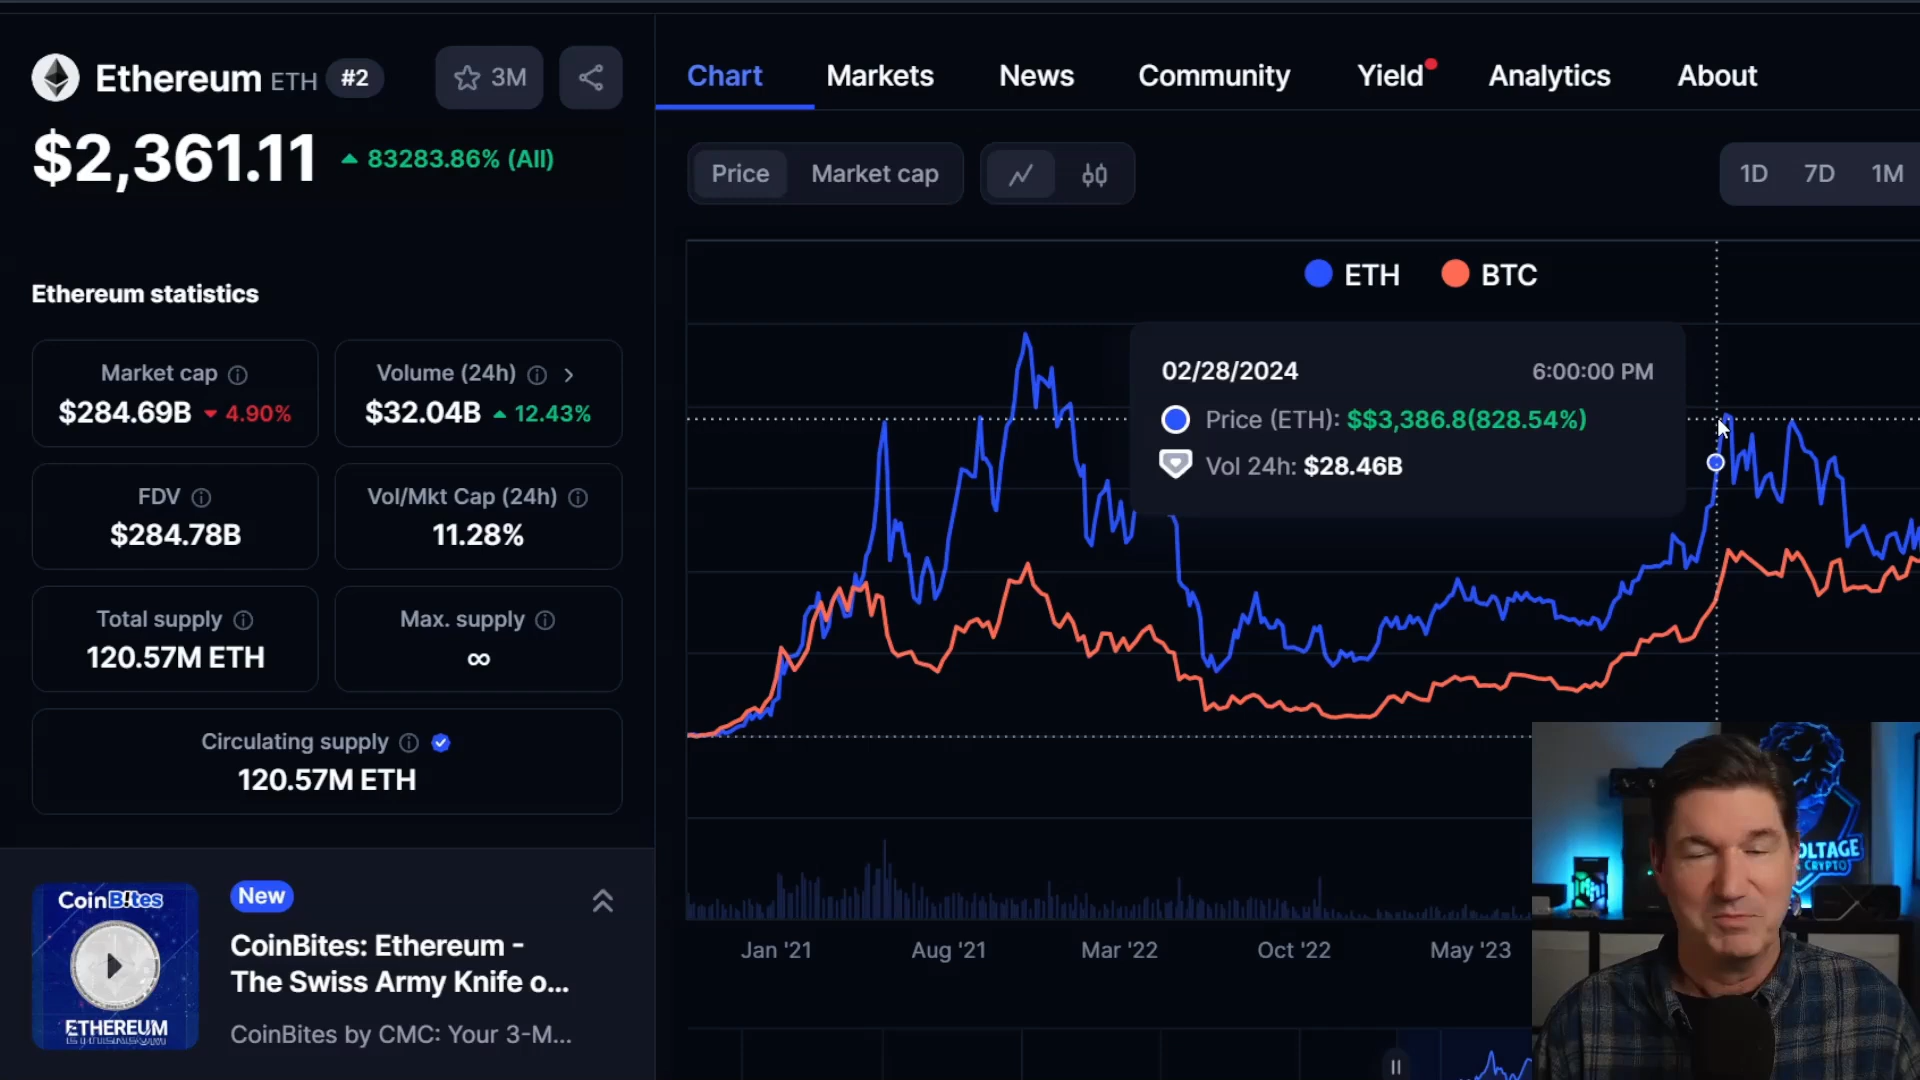 Ethereum ETH #2
3M
$2,361.11 83283.86% (All)
Ethereum statistics
Market cap
$284.69B 4.90%
Volume (24h)
$32.04B 12.43%
FDV
$284.78B
Vol/Mkt Cap (24h)
11.28%
Total supply
120.57M ETH
Max. supply
∞
Circulating supply
120.57M ETH
CoinBites
ETHEREUM
New
CoinBites: Ethereum -
The Swiss Army Knife o...
CoinBites by CMC: Your 3-M...
Chart Markets News Community Yield Analytics About
Price Market cap
1D 7D 1M
ETH BTC
02/28/2024 6:00:00 PM
Price (ETH): $$3,386.8(828.54%)
Vol 24h: $28.46B
Jan '21 Aug '21 Mar '22 Oct '22 May '23
OLTAGE
CRYPTO